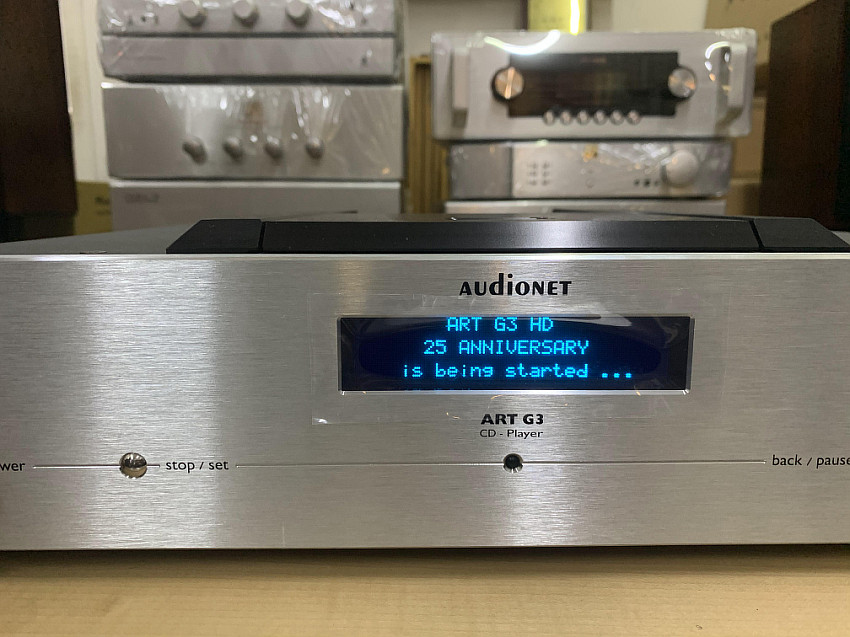 AUDIONET
ART G3 HD
25 ANNIVERSARY
is being started ...
ART G3
CD - Player
wer stop / set back / pause